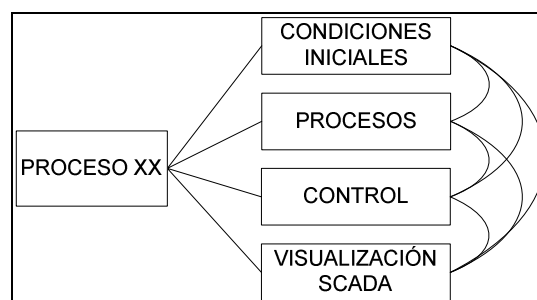 CONDICIONES
INICIALES
PROCESOS
PROCESO XX
CONTROL
VISUALIZACIÓN
SCADA